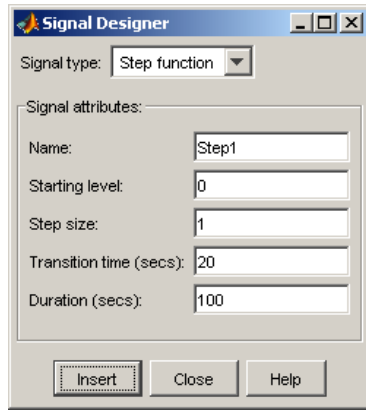 Signal Designer
Signal type: Step function
Signal attributes:
Name: Step1
Starting level: 0
Step size: 1
Transition time (secs): 20
Duration (secs): 100
Insert Close Help